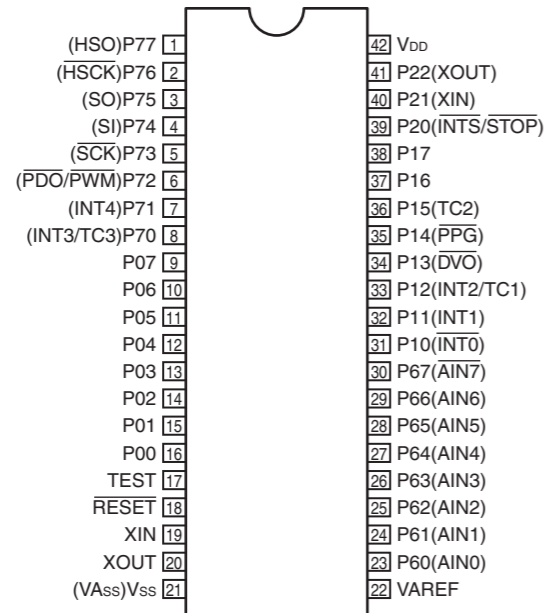 (HSO)P77 1 42 VDD
(HSCK)P76 2 41 P22(XOUT)
(SO)P75 3 40 P21(XIN)
(SI)P74 4 39 P20(INTS/STOP)
(SCK)P73 5 38 P17
(PDO/PWM)P72 6 37 P16
(INT4)P71 7 36 P15(TC2)
(INT3/TC3)P70 8 35 P14(PPG)
P07 9 34 P13(DVO)
P06 10 33 P12(INT2/TC1)
P05 11 32 P11(INT1)
P04 12 31 P10(INT0)
P03 13 30 P67(AIN7)
P02 14 29 P66(AIN6)
P01 15 28 P65(AIN5)
P00 16 27 P64(AIN4)
TEST 17 26 P63(AIN3)
RESET 18 25 P62(AIN2)
XIN 19 24 P61(AIN1)
XOUT 20 23 P60(AIN0)
(VASS)VSS 21 22 VAREF